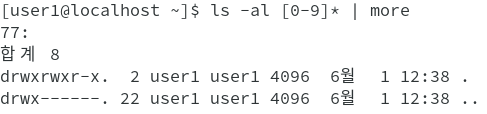 [user1@localhost ~]$ ls -al [0-9]* | more
77:
합계 8
drwxrwxr-x. 2 user1 user1 4096 6월 1 12:38 .
drwx------. 22 user1 user1 4096 6월 1 12:38 ..